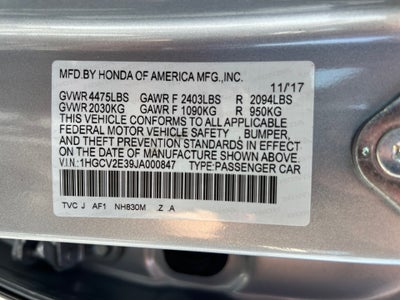 MFD.BY HONDA OF AMERICA MFG.,INC.
11/17
GVWR 4475LBS GAWR F 2403LBS R 2094LBS
GVWR 2030KG GAWR F 1090KG R 950KG
THIS VEHICLE CONFORMS TO ALL APPLICABLE
FEDERAL MOTOR VEHICLE SAFETY , BUMPER,
AND THEFT PREVENTION STANDARDS IN EFFECT
ON THE DATE OF MANUFACTURE SHOWN ABOVE.
V.I.N: 1HGCV2E39JA000847 TYPE:PASSENGER CAR
TVC J AF1 NH830M .Z .A